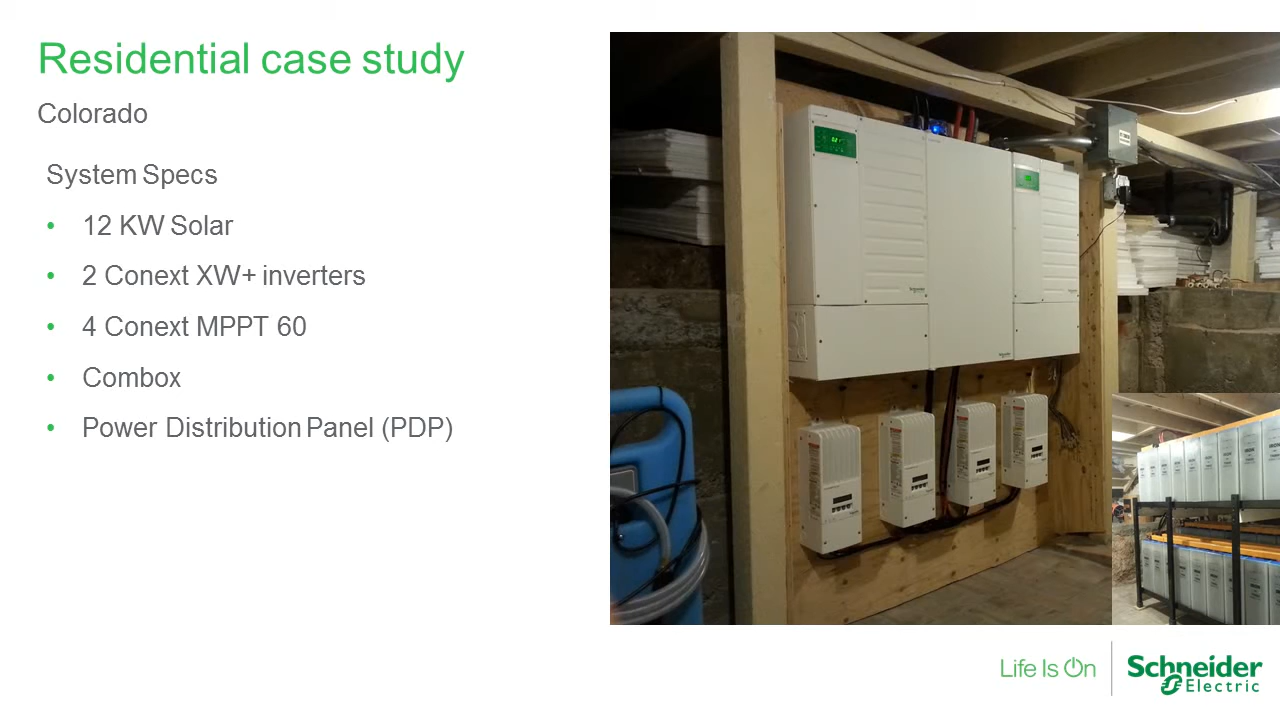 Residential case study
Colorado
System Specs
• 12 KW Solar
• 2 Conext XW+ inverters
• 4 Conext MPPT 60
• Combox
• Power Distribution Panel (PDP)
Life Is On
Schneider
Electric